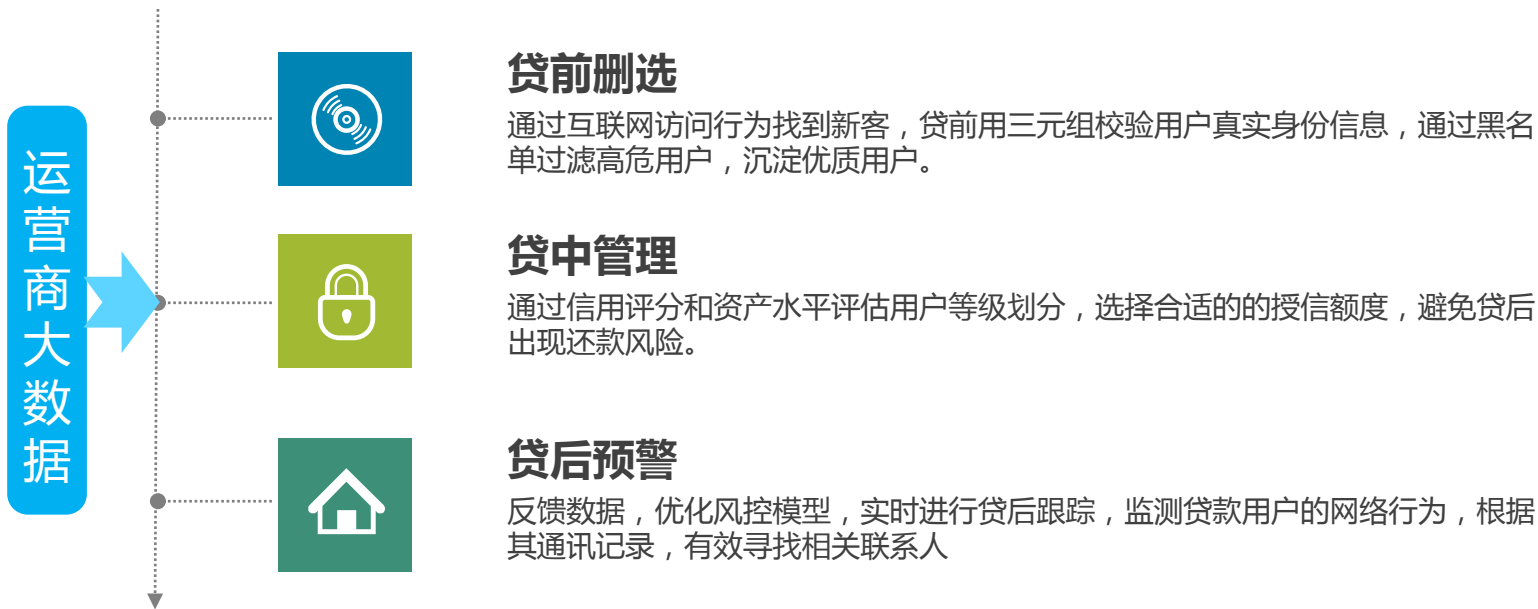 运营商大数据
贷前删选
通过互联网访问行为找到新客，贷前用三元组校验用户真实身份信息，通过黑名
单过滤高危用户，沉淀优质用户。
贷中管理
通过信用评分和资产水平评估用户等级划分，选择合适的的授信额度，避免贷后
出现还款风险。
贷后预警
反馈数据，优化风控模型，实时进行贷后跟踪，监测贷款用户的网络行为，根据
其通讯记录，有效寻找相关联系人